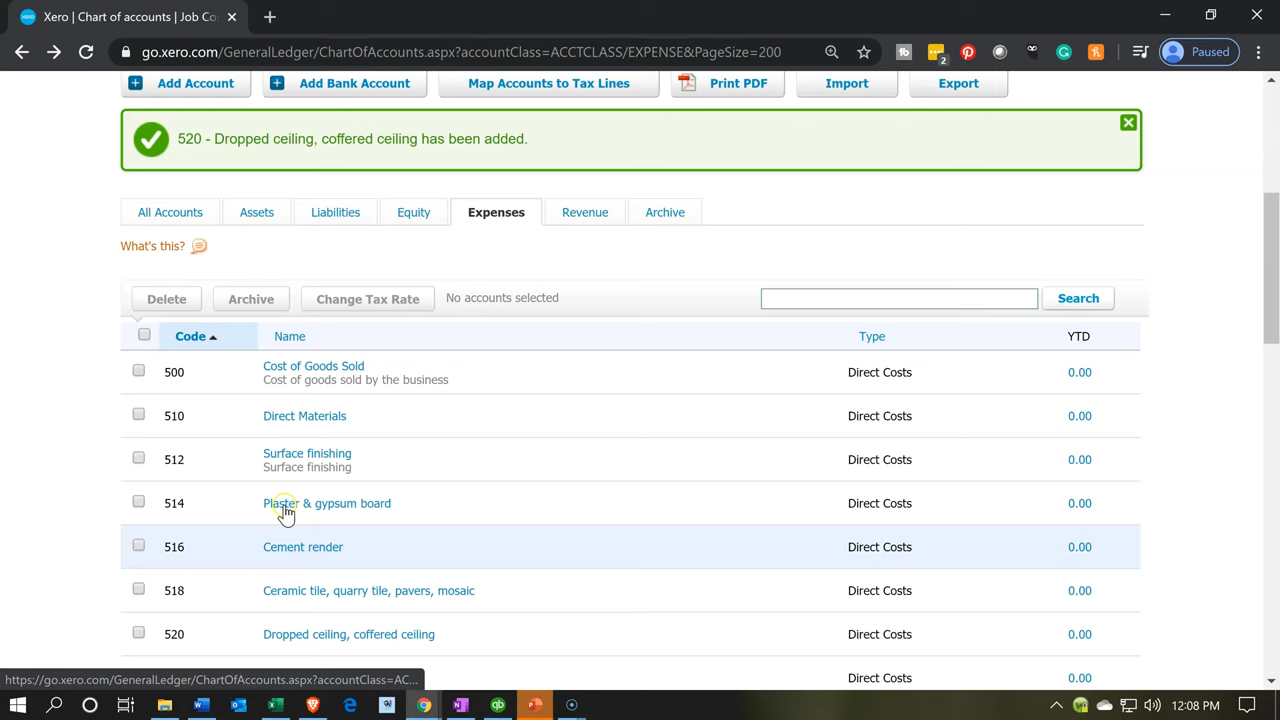 Xero | Chart of accounts | Job Co
go.xero.com/GeneralLedger/ChartOfAccounts.aspx?accountClass=ACCTCLASS/EXPENSE&PageSize=200
2
Paused
Add Account
Add Bank Account
Map Accounts to Tax Lines
Print PDF
Import
Export
520 - Dropped ceiling, coffered ceiling has been added.
All Accounts
Assets
Liabilities
Equity
Expenses
Revenue
Archive
What's this?
Delete
Archive
Change Tax Rate
No accounts selected
Search
Code
Name
Type
YTD
500
Cost of Goods Sold
Cost of goods sold by the business
Direct Costs
0.00
510
Direct Materials
Direct Costs
0.00
512
Surface finishing
Surface finishing
Direct Costs
0.00
514
Plaster & gypsum board
Direct Costs
0.00
516
Cement render
Direct Costs
0.00
518
Ceramic tile, quarry tile, pavers, mosaic
Direct Costs
0.00
520
Dropped ceiling, coffered ceiling
Direct Costs
0.00
Direct Costs
0.00
https://go.xero.com/GeneralLedger/ChartOfAccounts.aspx?accountClass=AC...
12:08 PM